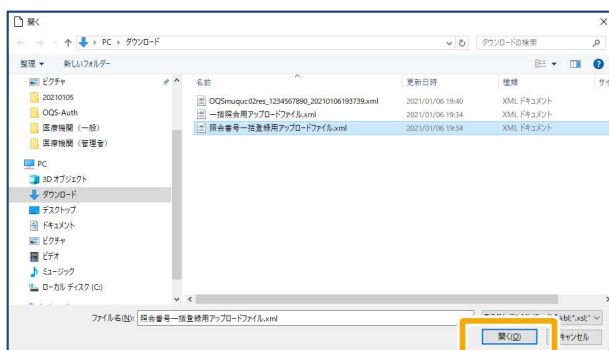 開く
PC › ダウンロード
ダウンロードの検索
整理 新しいフォルダー
ピクチャ
20210105
OQS-Auth
医療機関（一般）
医療機関（管理者）
PC
3D オブジェクト
ダウンロード
デスクトップ
ドキュメント
ピクチャ
ビデオ
ミュージック
ローカル ディスク (C:)
名前 更新日時 種類 サイ
OQSmuquc02res_1234567890_20210106193739.xml 2021/01/06 19:40 XML ドキュメント
一括照会用アップロードファイル.xml 2021/01/06 19:34 XML ドキュメント
照会番号一括登録用アップロードファイル.xml 2021/01/06 19:34 XML ドキュメント
ファイル名(N): 照会番号一括登録用アップロードファイル.xml
開く(O) キャンセル